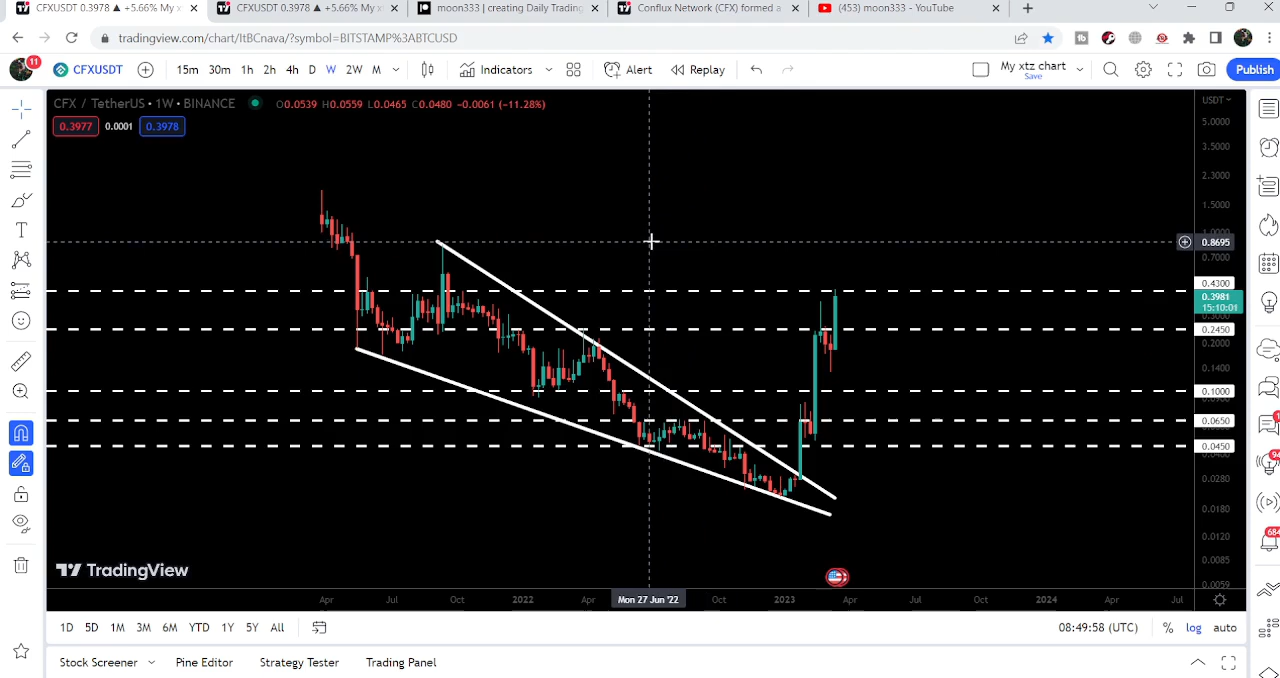 CFXUSDT 0.3978 ▲ +5.66% My x
CFXUSDT 0.3978 ▲ +5.66% My x
moon333 | creating Daily Trading
Conflux Network (CFX) formed a
(453) moon333 - YouTube
tradingview.com/chart/ItBCnava/?symbol=BITSTAMP%3ABTCUSD
11
CFXUSDT
15m 30m 1h 2h 4h D W 2W M
Indicators
Alert
Replay
My xtz chart
Save
Publish
CFX / TetherUS • 1W • BINANCE
O0.0539 H0.0559 L0.0465 C0.0480 −0.0061 (−11.28%)
0.3977 0.0001 0.3978
USDT
5.0000
3.5000
2.3000
1.5000
1.0000
0.8695
0.7000
0.4300
0.3981
15:10:01
0.3000
0.2450
0.2000
0.1400
0.1000
0.0650
0.0450
0.0280
0.0180
0.0120
0.0085
0.0059
684
TradingView
Apr Jul Oct 2022 Apr Mon 27 Jun '22 Oct 2023 Apr Jul Oct 2024 Apr Jul
1D 5D 1M 3M 6M YTD 1Y 5Y All
08:49:58 (UTC) % log auto
Stock Screener Pine Editor Strategy Tester Trading Panel